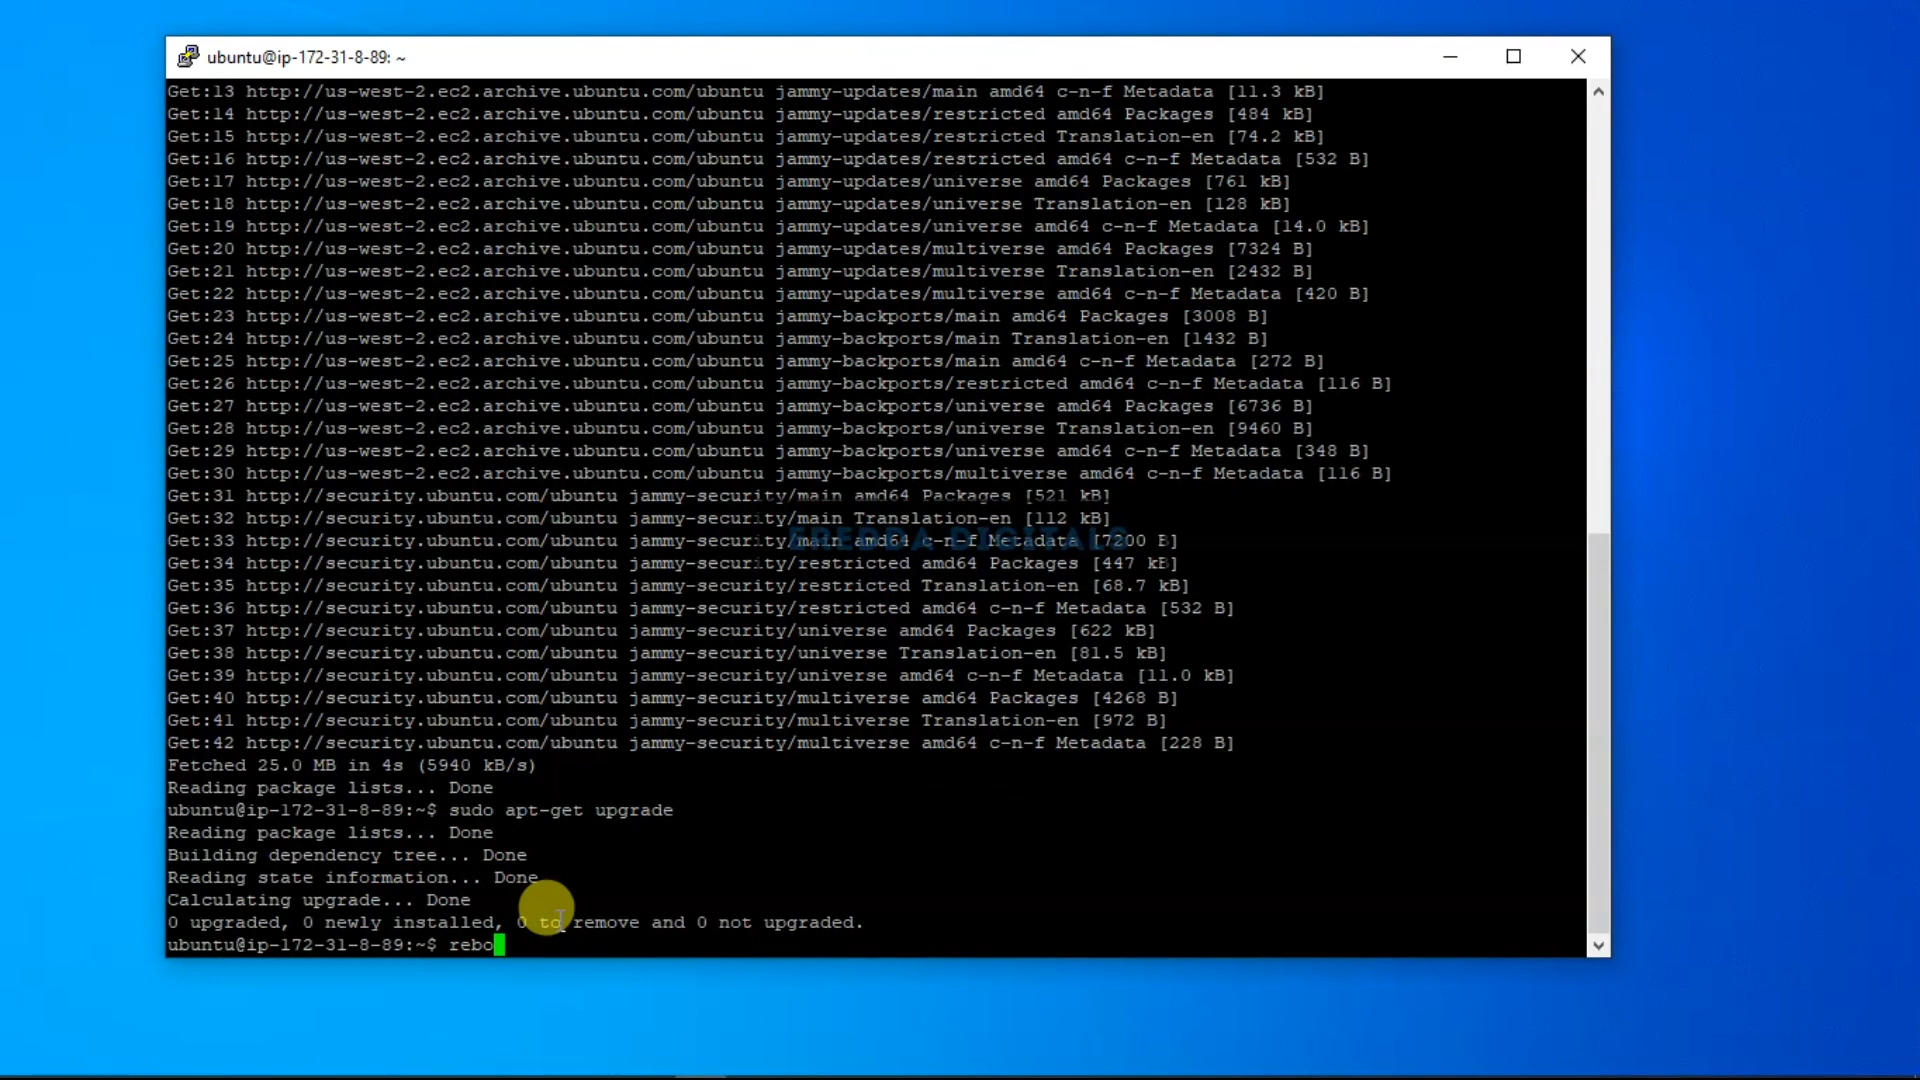 ubuntu@ip-172-31-8-89: ~
Get:13 http://us-west-2.ec2.archive.ubuntu.com/ubuntu jammy-updates/main amd64 c-n-f Metadata [11.3 kB]
Get:14 http://us-west-2.ec2.archive.ubuntu.com/ubuntu jammy-updates/restricted amd64 Packages [484 kB]
Get:15 http://us-west-2.ec2.archive.ubuntu.com/ubuntu jammy-updates/restricted Translation-en [74.2 kB]
Get:16 http://us-west-2.ec2.archive.ubuntu.com/ubuntu jammy-updates/restricted amd64 c-n-f Metadata [532 B]
Get:17 http://us-west-2.ec2.archive.ubuntu.com/ubuntu jammy-updates/universe amd64 Packages [761 kB]
Get:18 http://us-west-2.ec2.archive.ubuntu.com/ubuntu jammy-updates/universe Translation-en [128 kB]
Get:19 http://us-west-2.ec2.archive.ubuntu.com/ubuntu jammy-updates/universe amd64 c-n-f Metadata [14.0 kB]
Get:20 http://us-west-2.ec2.archive.ubuntu.com/ubuntu jammy-updates/multiverse amd64 Packages [7324 B]
Get:21 http://us-west-2.ec2.archive.ubuntu.com/ubuntu jammy-updates/multiverse Translation-en [2432 B]
Get:22 http://us-west-2.ec2.archive.ubuntu.com/ubuntu jammy-updates/multiverse amd64 c-n-f Metadata [420 B]
Get:23 http://us-west-2.ec2.archive.ubuntu.com/ubuntu jammy-backports/main amd64 Packages [3008 B]
Get:24 http://us-west-2.ec2.archive.ubuntu.com/ubuntu jammy-backports/main Translation-en [1432 B]
Get:25 http://us-west-2.ec2.archive.ubuntu.com/ubuntu jammy-backports/main amd64 c-n-f Metadata [272 B]
Get:26 http://us-west-2.ec2.archive.ubuntu.com/ubuntu jammy-backports/restricted amd64 c-n-f Metadata [116 B]
Get:27 http://us-west-2.ec2.archive.ubuntu.com/ubuntu jammy-backports/universe amd64 Packages [6736 B]
Get:28 http://us-west-2.ec2.archive.ubuntu.com/ubuntu jammy-backports/universe Translation-en [9460 B]
Get:29 http://us-west-2.ec2.archive.ubuntu.com/ubuntu jammy-backports/universe amd64 c-n-f Metadata [348 B]
Get:30 http://us-west-2.ec2.archive.ubuntu.com/ubuntu jammy-backports/multiverse amd64 c-n-f Metadata [116 B]
Get:31 http://security.ubuntu.com/ubuntu jammy-security/main amd64 Packages [521 kB]
Get:32 http://security.ubuntu.com/ubuntu jammy-security/main Translation-en [112 kB]
Get:33 http://security.ubuntu.com/ubuntu jammy-security/main amd64 c-n-f Metadata [7200 B]
EREDDA DIGITALS
Get:34 http://security.ubuntu.com/ubuntu jammy-security/restricted amd64 Packages [447 kB]
Get:35 http://security.ubuntu.com/ubuntu jammy-security/restricted Translation-en [68.7 kB]
Get:36 http://security.ubuntu.com/ubuntu jammy-security/restricted amd64 c-n-f Metadata [532 B]
Get:37 http://security.ubuntu.com/ubuntu jammy-security/universe amd64 Packages [622 kB]
Get:38 http://security.ubuntu.com/ubuntu jammy-security/universe Translation-en [81.5 kB]
Get:39 http://security.ubuntu.com/ubuntu jammy-security/universe amd64 c-n-f Metadata [11.0 kB]
Get:40 http://security.ubuntu.com/ubuntu jammy-security/multiverse amd64 Packages [4268 B]
Get:41 http://security.ubuntu.com/ubuntu jammy-security/multiverse Translation-en [972 B]
Get:42 http://security.ubuntu.com/ubuntu jammy-security/multiverse amd64 c-n-f Metadata [228 B]
Fetched 25.0 MB in 4s (5940 kB/s)
Reading package lists... Done
ubuntu@ip-172-31-8-89:~$ sudo apt-get upgrade
Reading package lists... Done
Building dependency tree... Done
Reading state information... Done
Calculating upgrade... Done
0 upgraded, 0 newly installed, 0 to remove and 0 not upgraded.
ubuntu@ip-172-31-8-89:~$ rebo